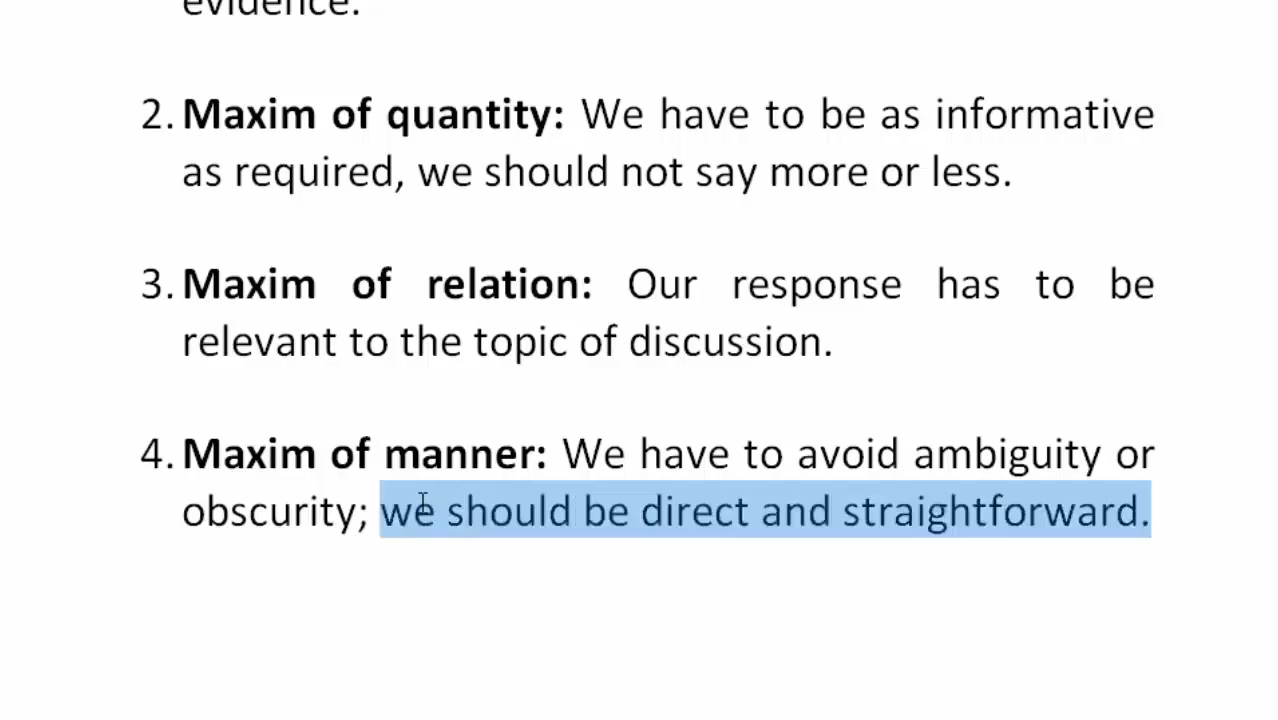 evidence.
2. Maxim of quantity: We have to be as informative
as required, we should not say more or less.
3. Maxim of relation: Our response has to be
relevant to the topic of discussion.
4. Maxim of manner: We have to avoid ambiguity or
obscurity; we should be direct and straightforward.